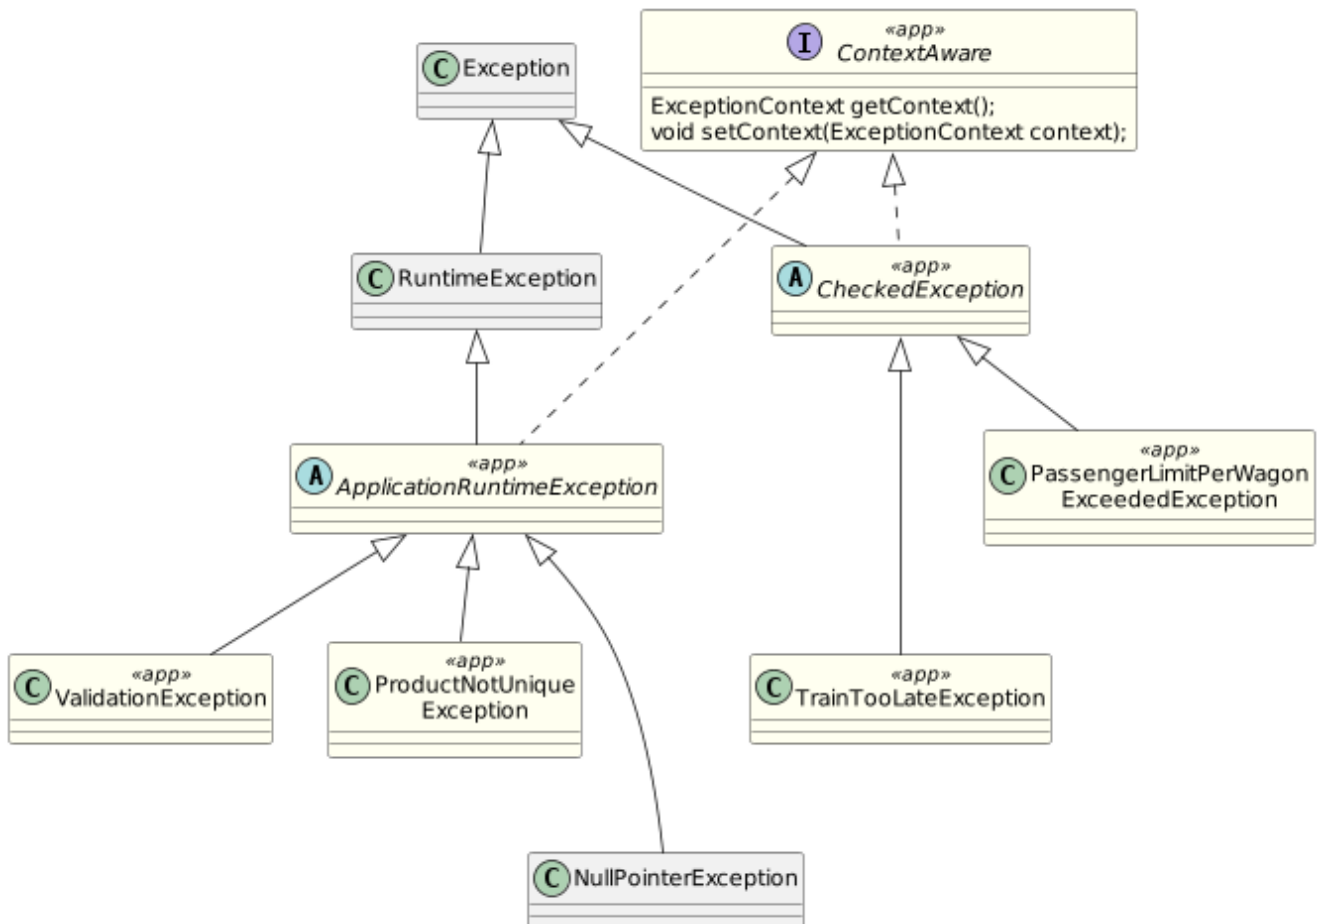 «app»
C Exception
I ContextAware
ExceptionContext getContext();
void setContext(ExceptionContext context);
C RuntimeException
«app»
A CheckedException
«app»
A ApplicationRuntimeException
«app»
C PassengerLimitPerWagon
ExceededException
«app»
C ValidationException
«app»
C ProductNotUnique
Exception
«app»
C TrainTooLateException
C NullPointerException